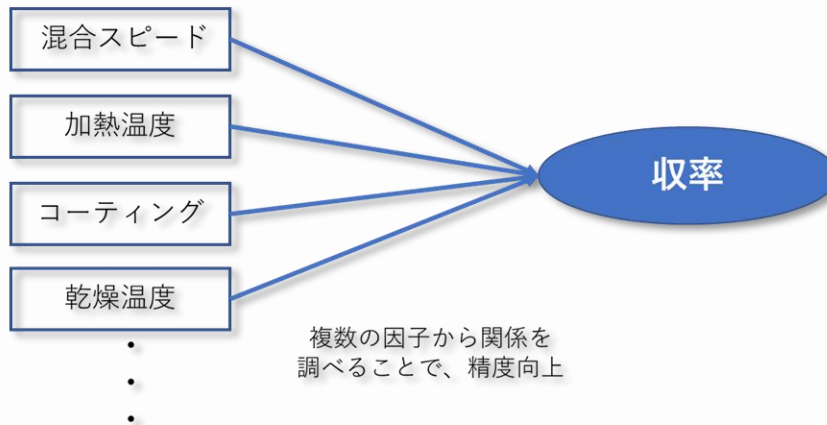 混合スピード
加熱温度
コーティング
乾燥温度
収率
複数の因子から関係を
調べることで、精度向上